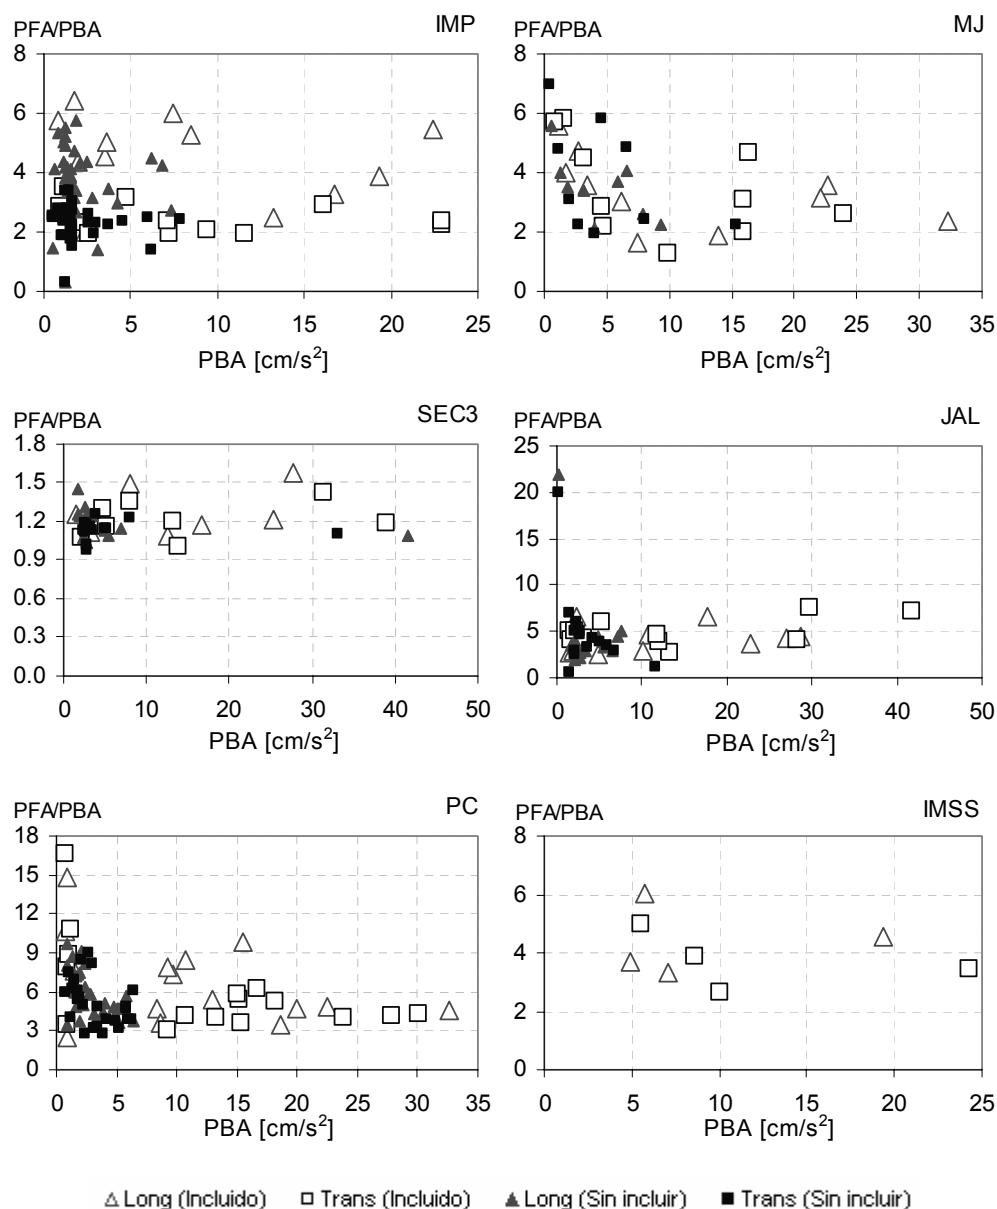 PFA/PBA IMP
8
6
4
2
0
0 5 10 15 20 25
PBA [cm/s²]
PFA/PBA MJ
8
6
4
2
0
0 5 10 15 20 25 30 35
PBA [cm/s²]
PFA/PBA SEC3
1.8
1.5
1.2
0.9
0.6
0.3
0.0
0 10 20 30 40 50
PBA [cm/s²]
PFA/PBA JAL
25
20
15
10
5
0
0 10 20 30 40 50
PBA [cm/s²]
PFA/PBA PC
18
15
12
9
6
3
0
0 5 10 15 20 25 30 35
PBA [cm/s²]
PFA/PBA IMSS
8
6
4
2
0
0 5 10 15 20 25
PBA [cm/s²]
Long (Incluido) Trans (Incluido) Long (Sin incluir) Trans (Sin incluir)